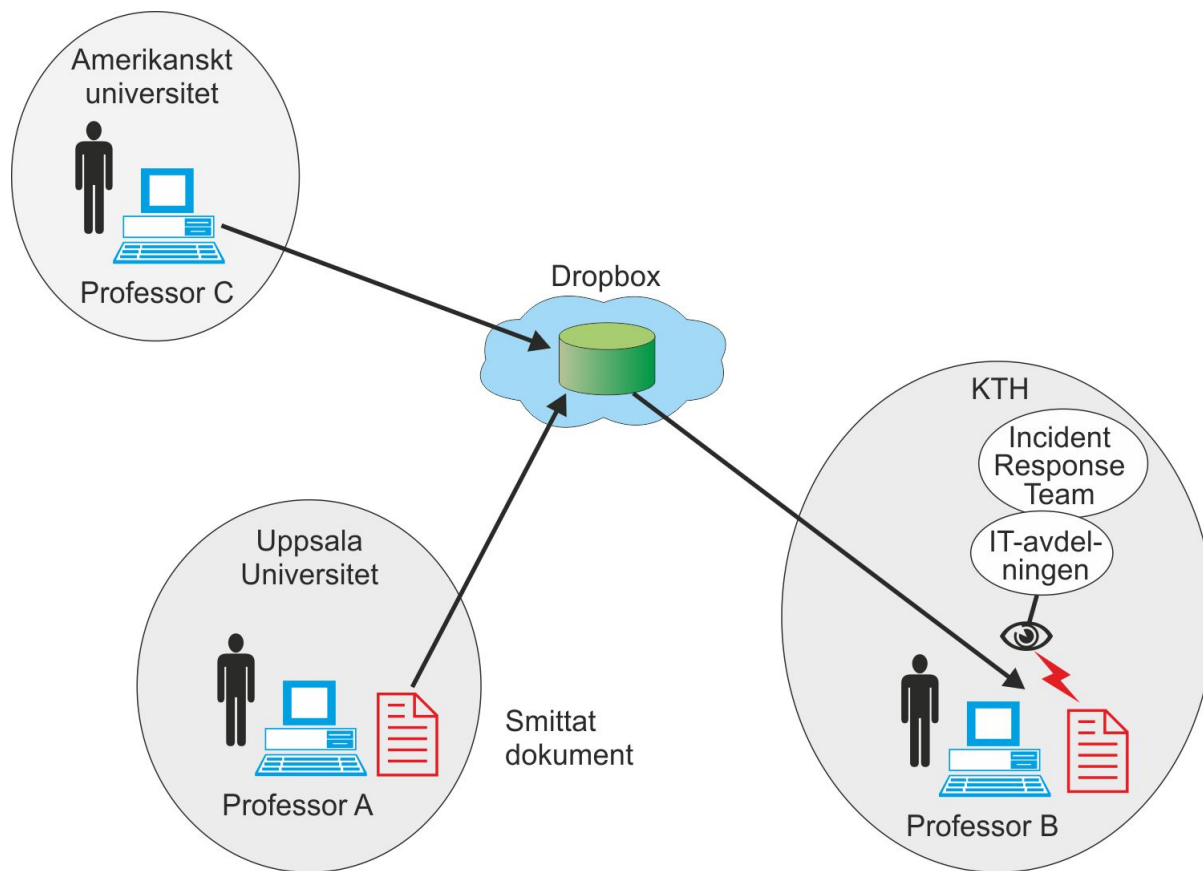 Amerikanskt
universitet
Professor C
Dropbox
KTH
Incident
Response
Team
IT-avdel-
ningen
Uppsala
Universitet
Smittat
dokument
Professor A
Professor B